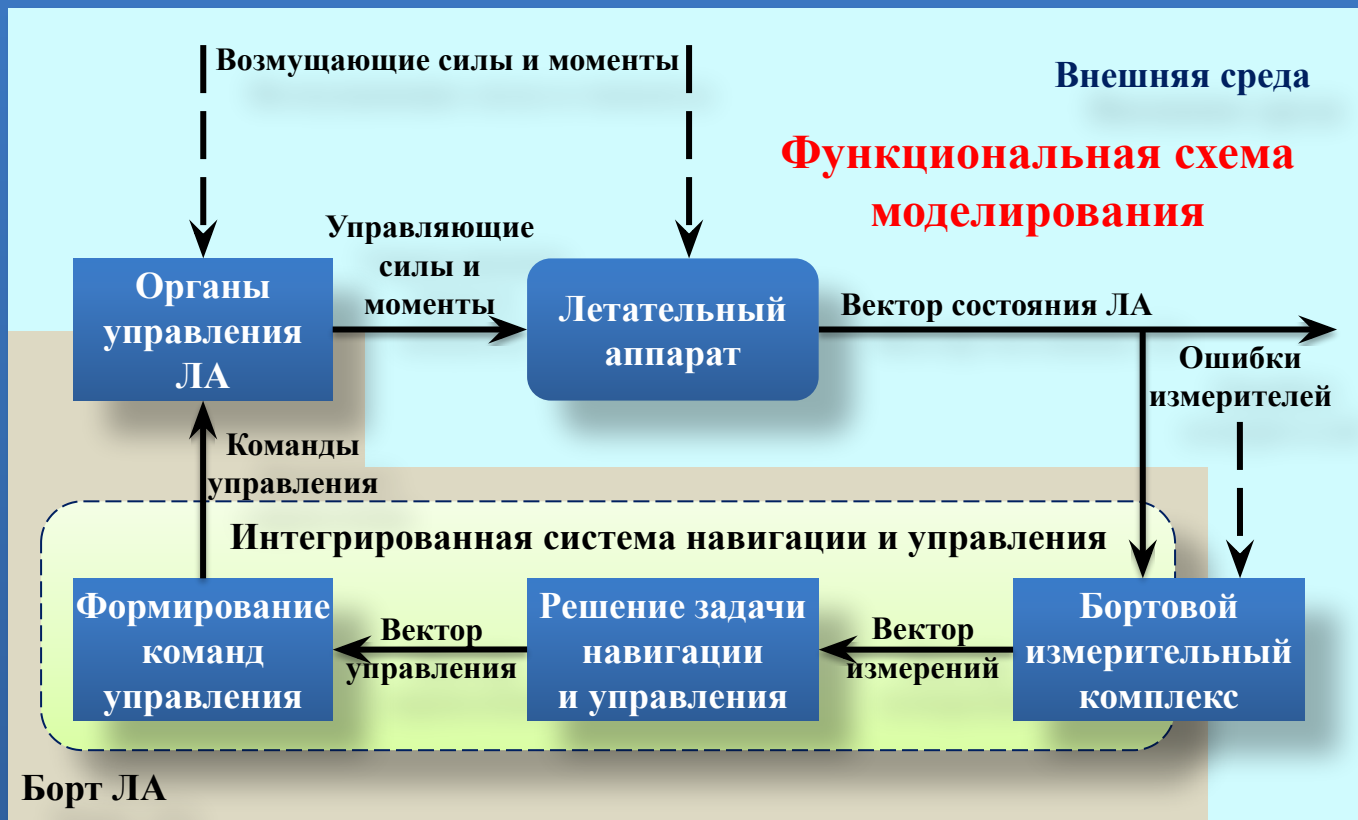 Возмущающие силы и моменты
Внешняя среда
Функциональная схема
моделирования
Управляющие
силы и
моменты
Органы
управления
ЛА
Летательный
аппарат
Вектор состояния ЛА
Ошибки
измерителей
Команды
управления
Интегрированная система навигации и управления
Формирование
команд
управления
Вектор
управления
Решение задачи
навигации
и управления
Вектор
измерений
Бортовой
измерительный
комплекс
Борт ЛА